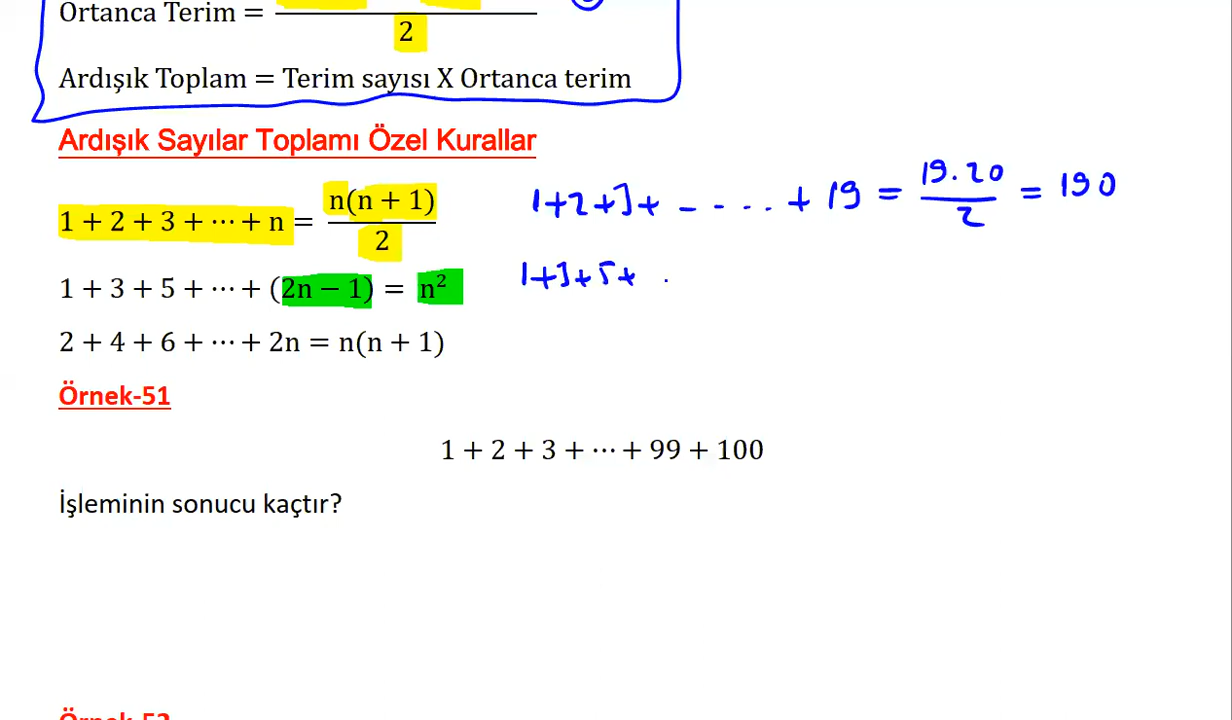 Ortanca Terim =
2
Ardışık Toplam = Terim sayısı X Ortanca terim
Ardışık Sayılar Toplamı Özel Kurallar
1 + 2 + 3 + ⋯ + n = n(n + 1) / 2
1+2+3+ _ . . . . + 19 = 19.20 / 2 = 190
1 + 3 + 5 + ⋯ + (2n − 1) = n²
1+3+5+ .
2 + 4 + 6 + ⋯ + 2n = n(n + 1)
Örnek-51
1 + 2 + 3 + ⋯ + 99 + 100
İşleminin sonucu kaçtır?